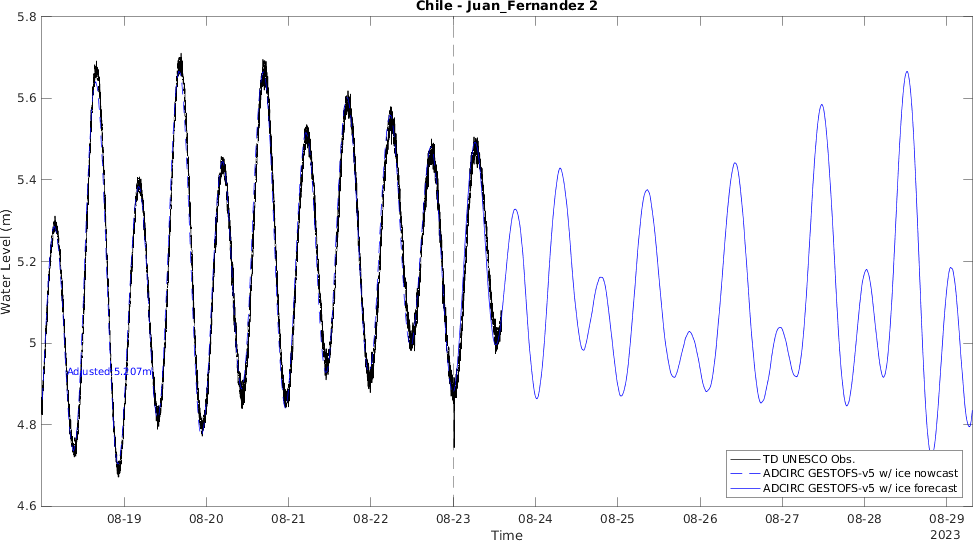 Chile - Juan_Fernandez 2
Water Level (m)
5.8
5.6
5.4
5.2
5
4.8
4.6
Adjusted 5.207m
TD UNESCO Obs.
ADCIRC GESTOFS-v5 w/ ice nowcast
ADCIRC GESTOFS-v5 w/ ice forecast
08-19 08-20 08-21 08-22 08-23 08-24 08-25 08-26 08-27 08-28 08-29
2023
Time